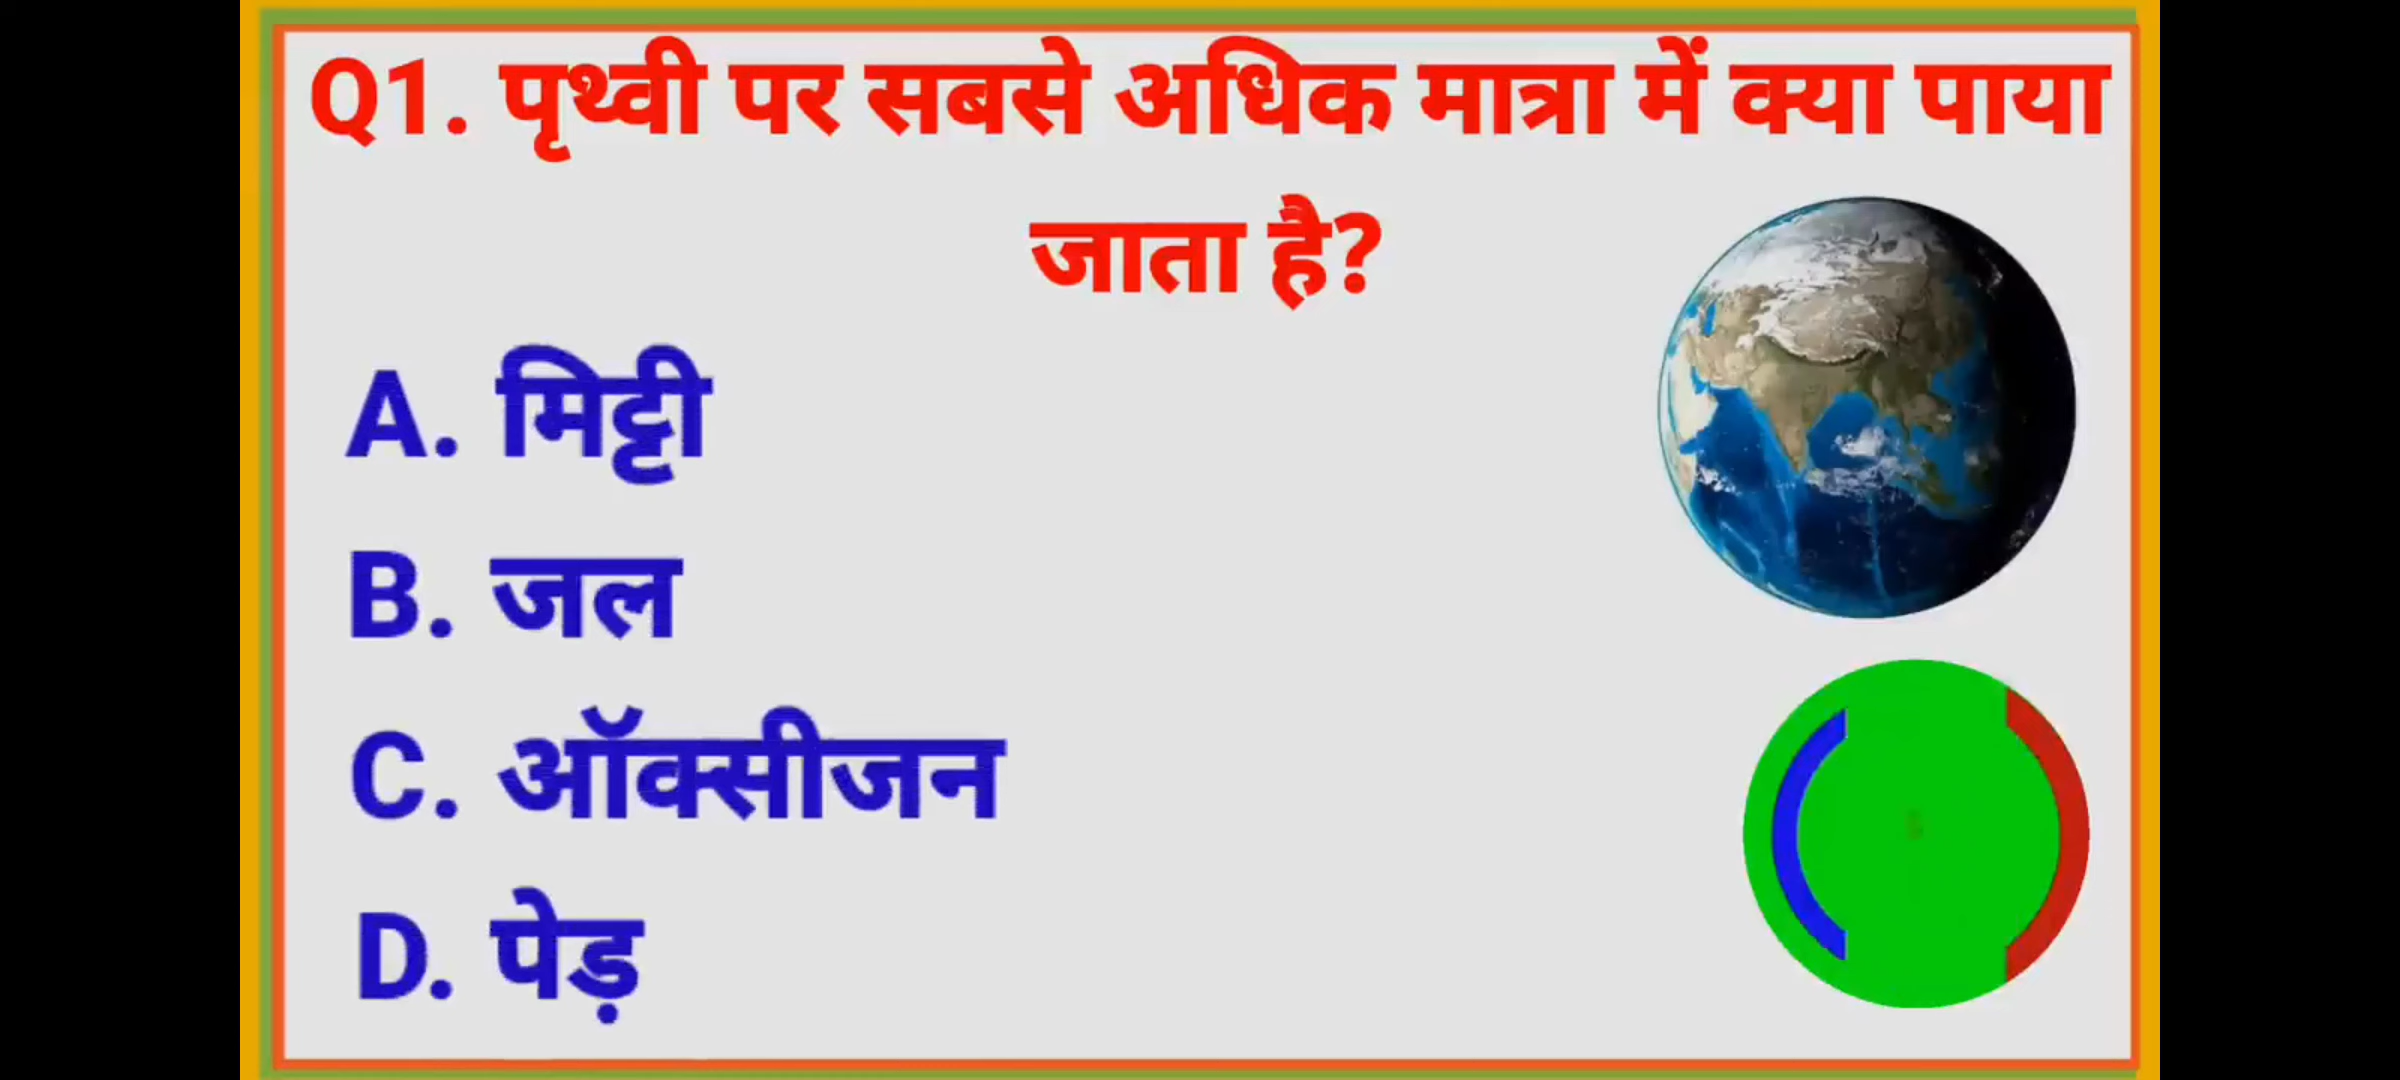 Q1. पृथ्वी पर सबसे अधिक मात्रा में क्या पाया
जाता है?
A. मिट्टी
B. जल
C. ऑक्सीजन
D. पेड़